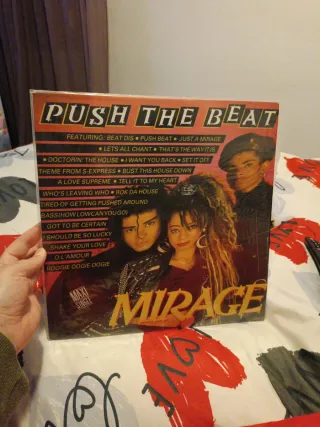 PUSH THE BEAT
FEATURING: BEAT DIS • PUSH BEAT • JUST A MIRAGE
• LETS ALL CHANT • THAT'S THE WAY IT IS
• DOCTORIN' THE HOUSE • I WANT YOU BACK • SET IT OFF
THEME FROM S-EXPRESS • BUST THIS HOUSE DOWN
A LOVE SUPREME • TELL IT TO MY HEART
WHO'S LEAVING WHO • ROK DA HOUSE
TIRED OF GETTING PUSHED AROUND
BASS (HOW LOW CAN YOU GO)
GOT TO BE CERTAIN
I SHOULD BE SO LUCKY
SHAKE YOUR LOVE
O L'AMOUR
BOOGIE OOGIE OOGIE
MIRAGE
LOVE